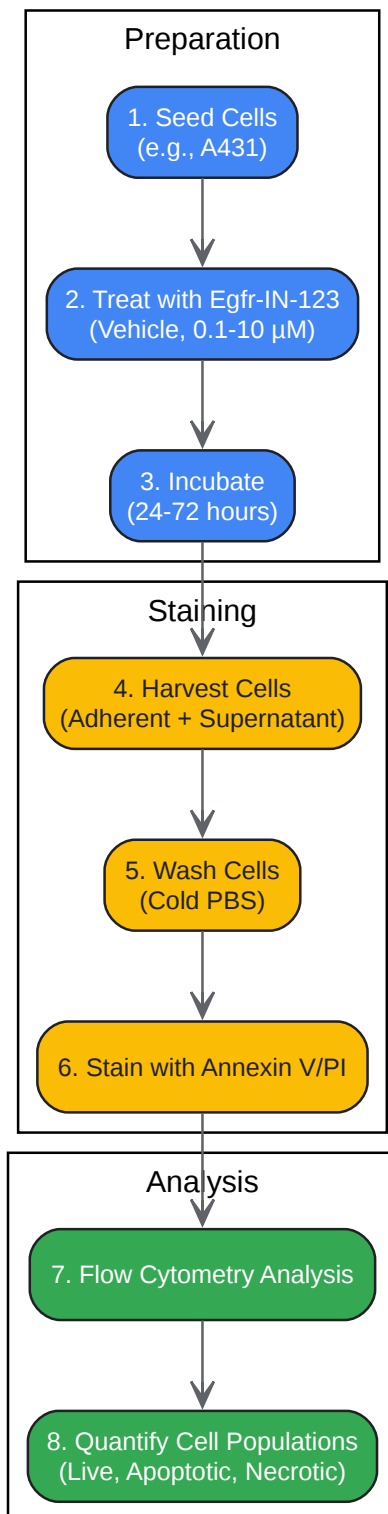 Preparation
1. Seed Cells
(e.g., A431)
2. Treat with Egfr-IN-123
(Vehicle, 0.1-10 µM)
3. Incubate
(24-72 hours)
Staining
4. Harvest Cells
(Adherent + Supernatant)
5. Wash Cells
(Cold PBS)
6. Stain with Annexin V/PI
Analysis
7. Flow Cytometry Analysis
8. Quantify Cell Populations
(Live, Apoptotic, Necrotic)